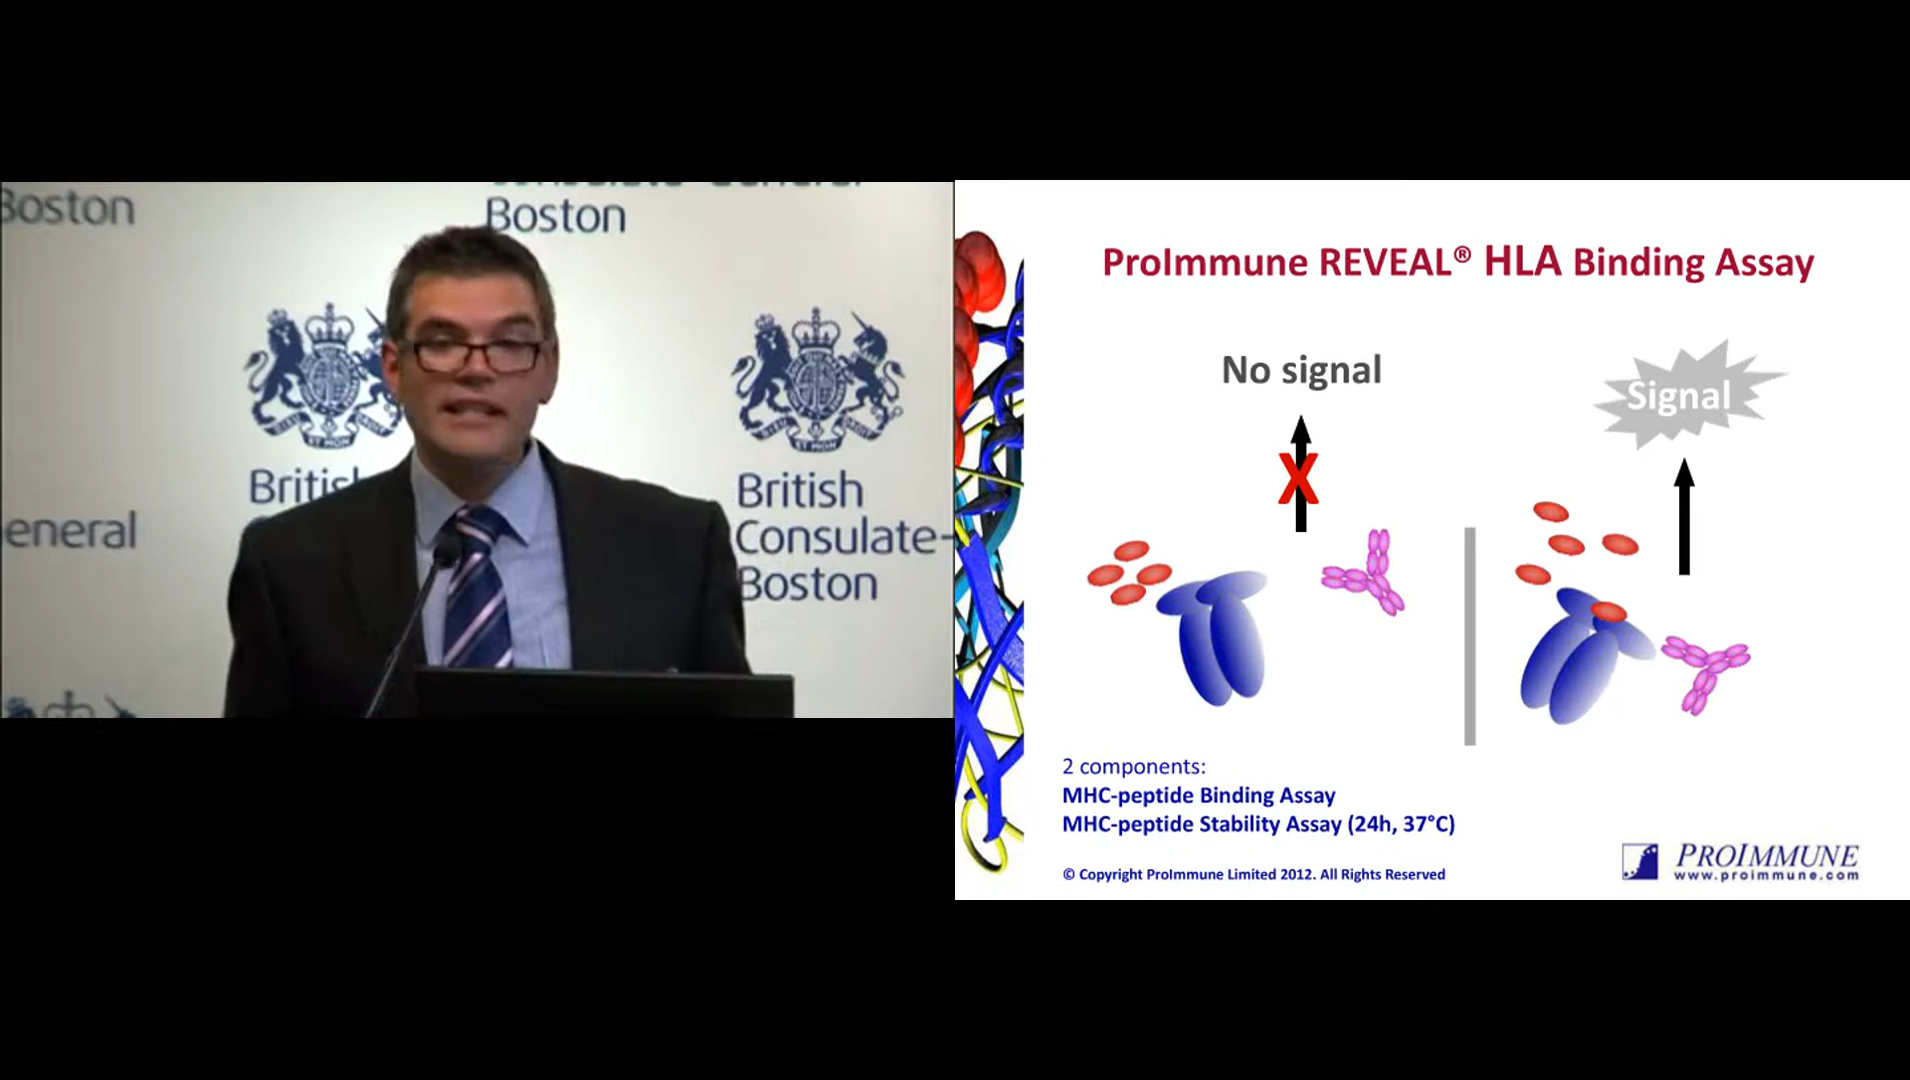 Boston
Boston
British
British
Consulate-
Boston
eneral
ProImmune REVEAL® HLA Binding Assay
No signal
Signal
X
2 components:
MHC-peptide Binding Assay
MHC-peptide Stability Assay (24h, 37°C)
© Copyright ProImmune Limited 2012. All Rights Reserved
PROIMMUNE
www.proimmune.com